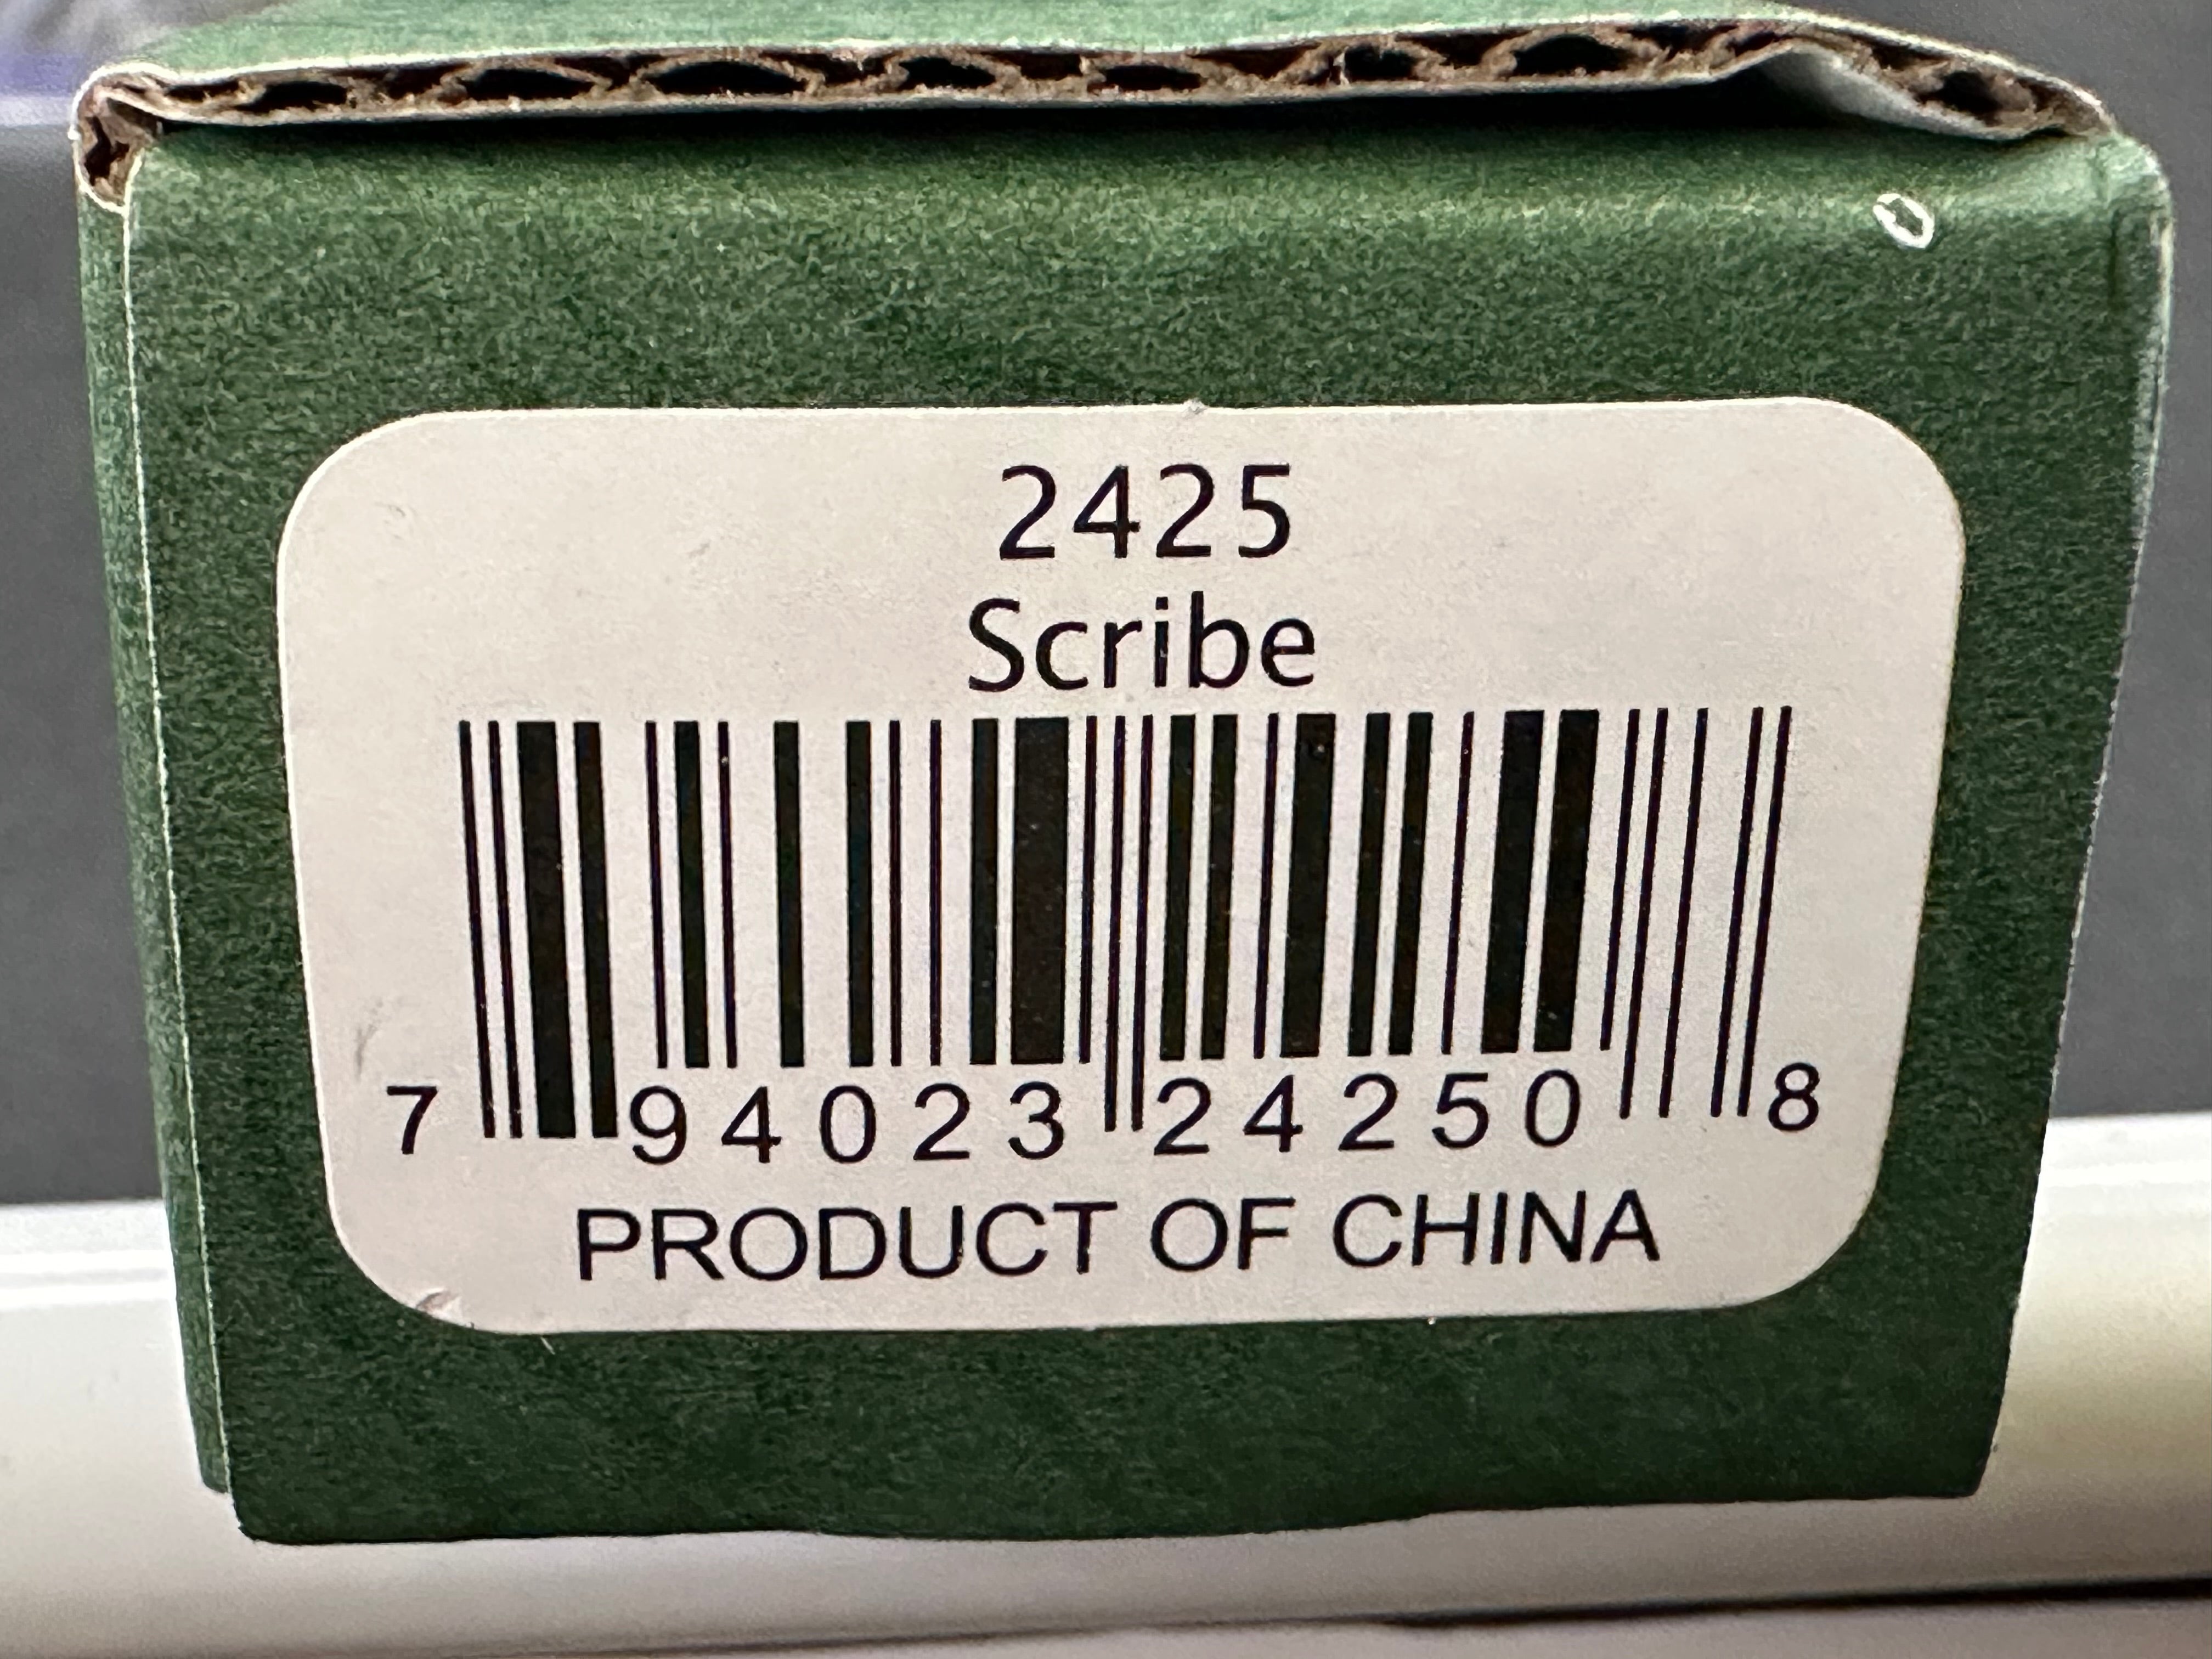 2425
Scribe
7 94023 24250 8
PRODUCT OF CHINA